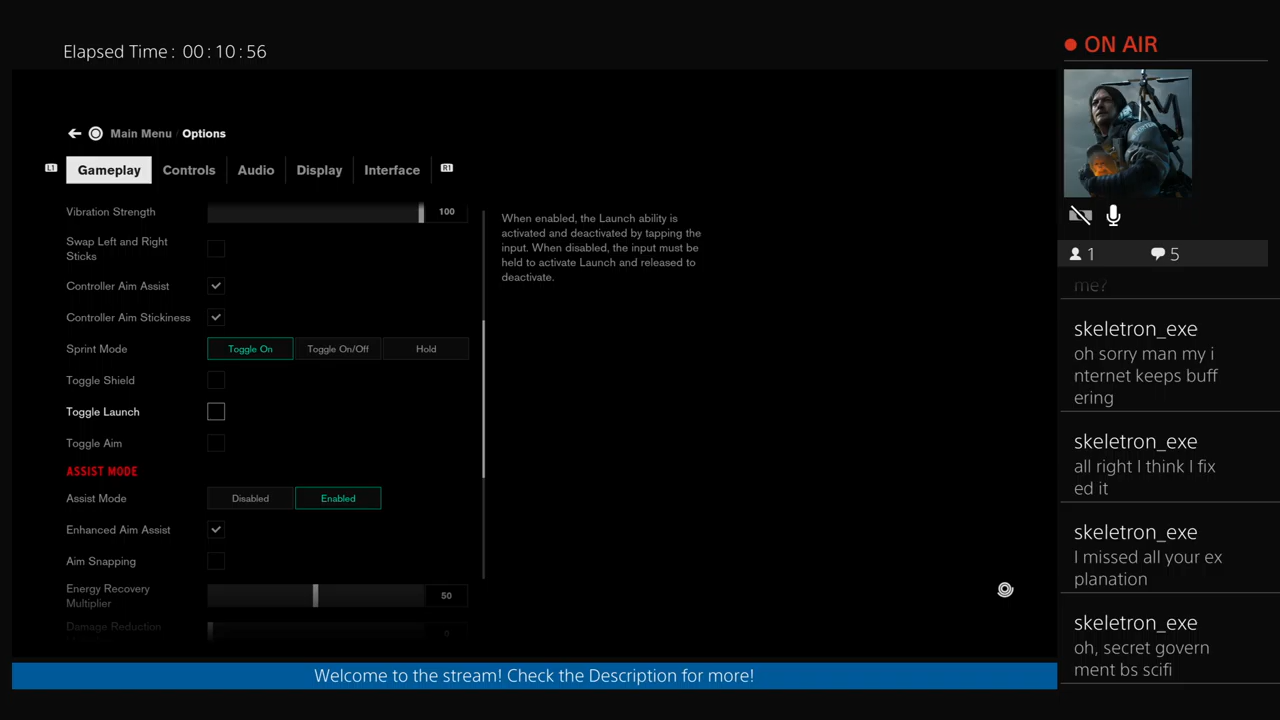 Elapsed Time : 00:10:56
ON AIR
L1
Main Menu / Options
Gameplay Controls Audio Display Interface
R1
Vibration Strength 100
Swap Left and Right
Sticks
Controller Aim Assist
Controller Aim Stickiness
Sprint Mode Toggle On Toggle On/Off Hold
Toggle Shield
Toggle Launch
Toggle Aim
ASSIST MODE
Assist Mode Disabled Enabled
Enhanced Aim Assist
Aim Snapping
Energy Recovery
Multiplier 50
Damage Reduction
0
When enabled, the Launch ability is
activated and deactivated by tapping the
input. When disabled, the input must be
held to activate Launch and released to
deactivate.
1 5
me?
skeletron_exe
oh sorry man my i
nternet keeps buff
ering
skeletron_exe
all right I think I fix
ed it
skeletron_exe
I missed all your ex
planation
skeletron_exe
oh, secret govern
ment bs scifi
Welcome to the stream! Check the Description for more!